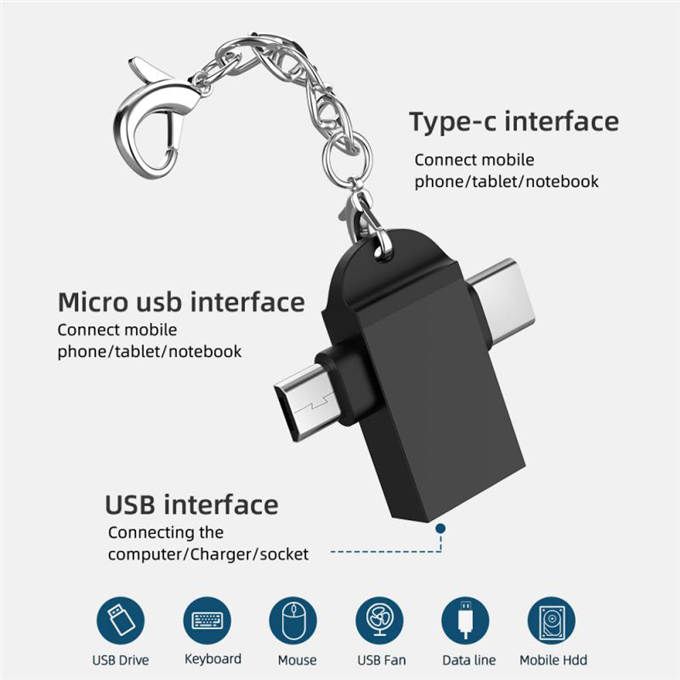 Type-c interface
Connect mobile
phone/tablet/notebook
Micro usb interface
Connect mobile
phone/tablet/notebook
USB interface
Connecting the
computer/Charger/socket
USB Drive
Keyboard
Mouse
USB Fan
Data line
Mobile Hdd